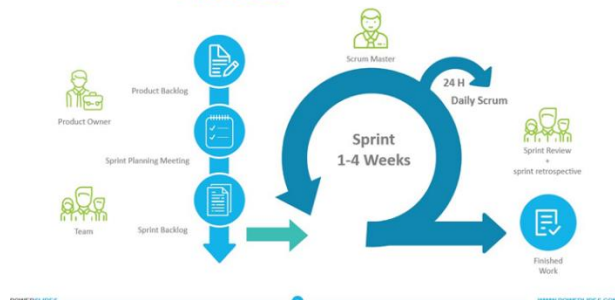 Scrum Master
24 H
Daily Scrum
Product Backlog
Product Owner
Sprint
1-4 Weeks
Sprint Planning Meeting
Sprint Review
+
sprint retrospective
Team
Sprint Backlog
Finished
Work